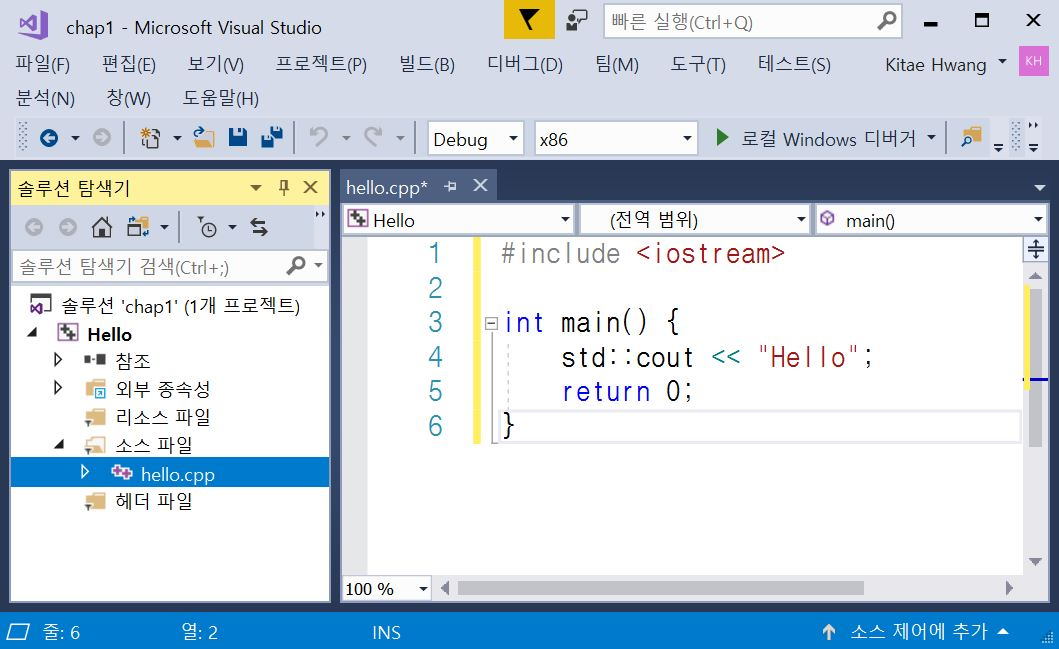 chap1 - Microsoft Visual Studio
빠른 실행(Ctrl+Q)
파일(F) 편집(E) 보기(V) 프로젝트(P) 빌드(B) 디버그(D) 팀(M) 도구(T) 테스트(S) Kitae Hwang KH
분석(N) 창(W) 도움말(H)
Debug x86 로컬 Windows 디버거
솔루션 탐색기
솔루션 탐색기 검색(Ctrl+;)
솔루션 'chap1' (1개 프로젝트)
Hello
참조
외부 종속성
리소스 파일
소스 파일
hello.cpp
헤더 파일
hello.cpp*
Hello (전역 범위) main()
1 #include <iostream>
2
3 int main() {
4 std::cout << "Hello";
5 return 0;
6 }
100 %
줄: 6 열: 2 INS 소스 제어에 추가